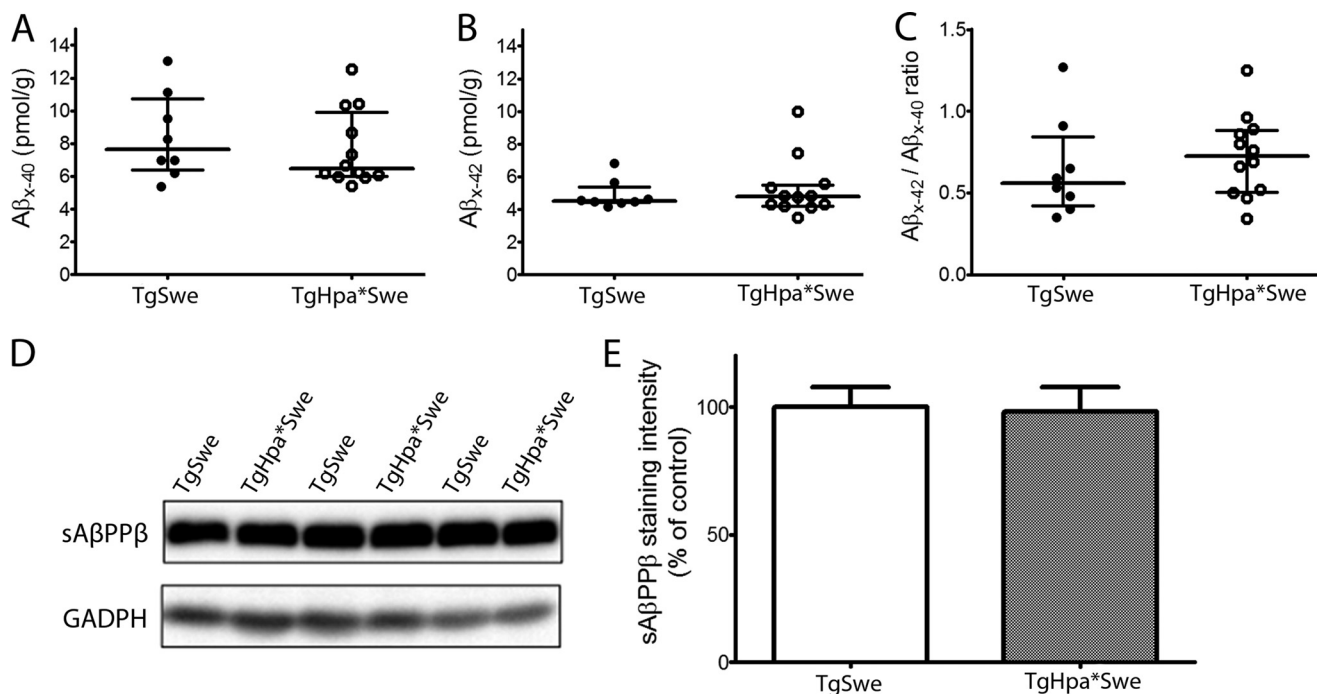 A
Aβx-40 (pmol/g)
14
12
10
8
6
4
2
0
TgSwe TgHpa*Swe
B
Aβx-42 (pmol/g)
14
12
10
8
6
4
2
0
TgSwe TgHpa*Swe
C
Aβx-42 / Aβx-40 ratio
1.5
1.0
0.5
0.0
TgSwe TgHpa*Swe
D
TgSwe TgHpa*Swe TgSwe TgHpa*Swe TgSwe TgHpa*Swe
sAβPPβ
GADPH
E
sAβPPβ staining intensity
(% of control)
100
50
0
TgSwe TgHpa*Swe